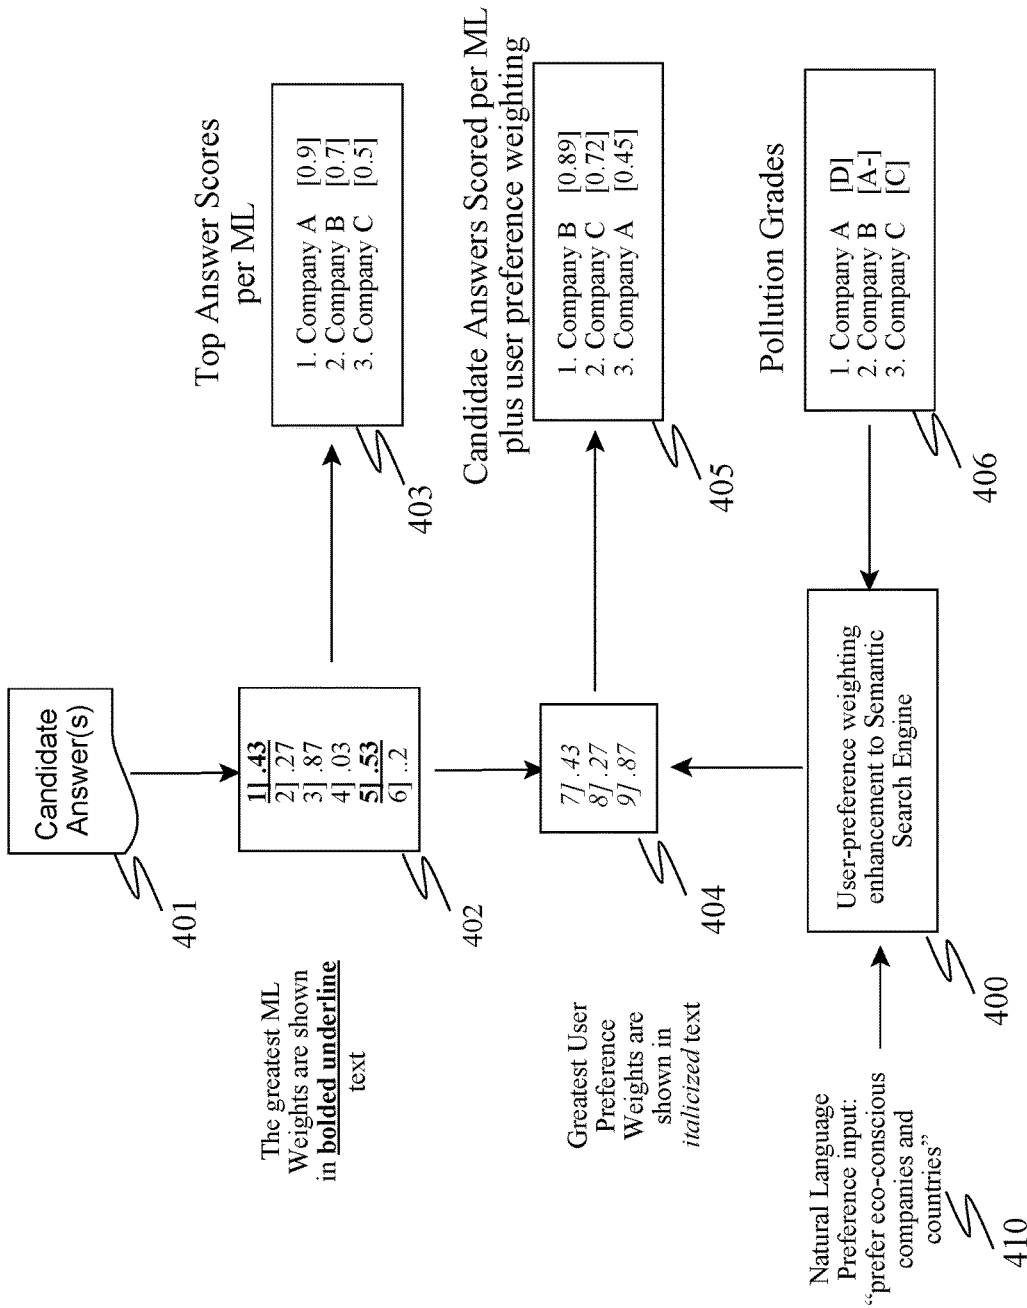 Candidate
Answer(s)
401
The greatest ML
Weights are shown
in bolded underline
text
1] .43
2] .27
3] .87
4] .03
5] .53
6] ..2
402
Top Answer Scores
per ML
1. Company A [0.9]
2. Company B [0.7]
3. Company C [0.5]
403
Greatest User
Preference
Weights are
shown in
italicized text
7] .43
8] .27
9] .87
404
Candidate Answers Scored per ML
plus user preference weighting
1. Company B [0.89]
2. Company C [0.72]
3. Company A [0.45]
405
Natural Language
Preference input:
“prefer eco-conscious
companies and
countries”
410
User-preference weighting
enhancement to Semantic
Search Engine
400
Pollution Grades
1. Company A [D]
2. Company B [A-]
3. Company C [C]
406